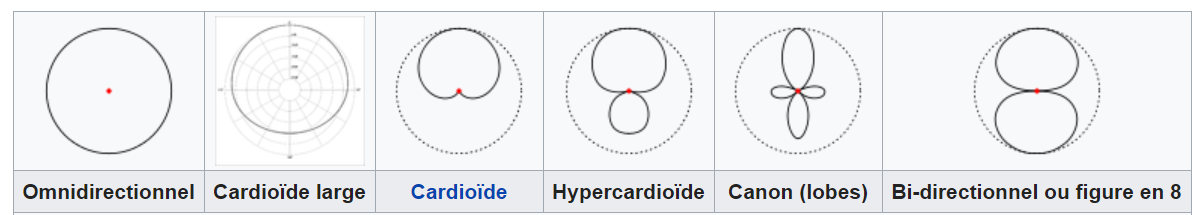 Omnidirectionnel
Cardioïde large
Cardioïde
Hypercardioïde
Canon (lobes)
Bi-directionnel ou figure en 8